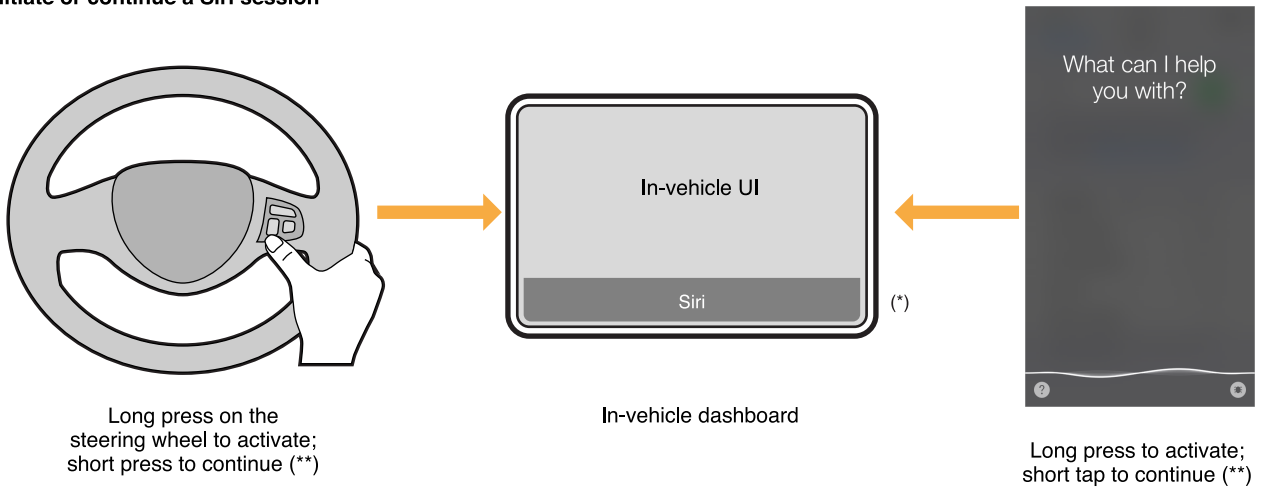 What can I help
you with?
In-vehicle UI
Siri
(*)
?
Long press on the
steering wheel to activate;
short press to continue (**)
In-vehicle dashboard
Long press to activate;
short tap to continue (**)